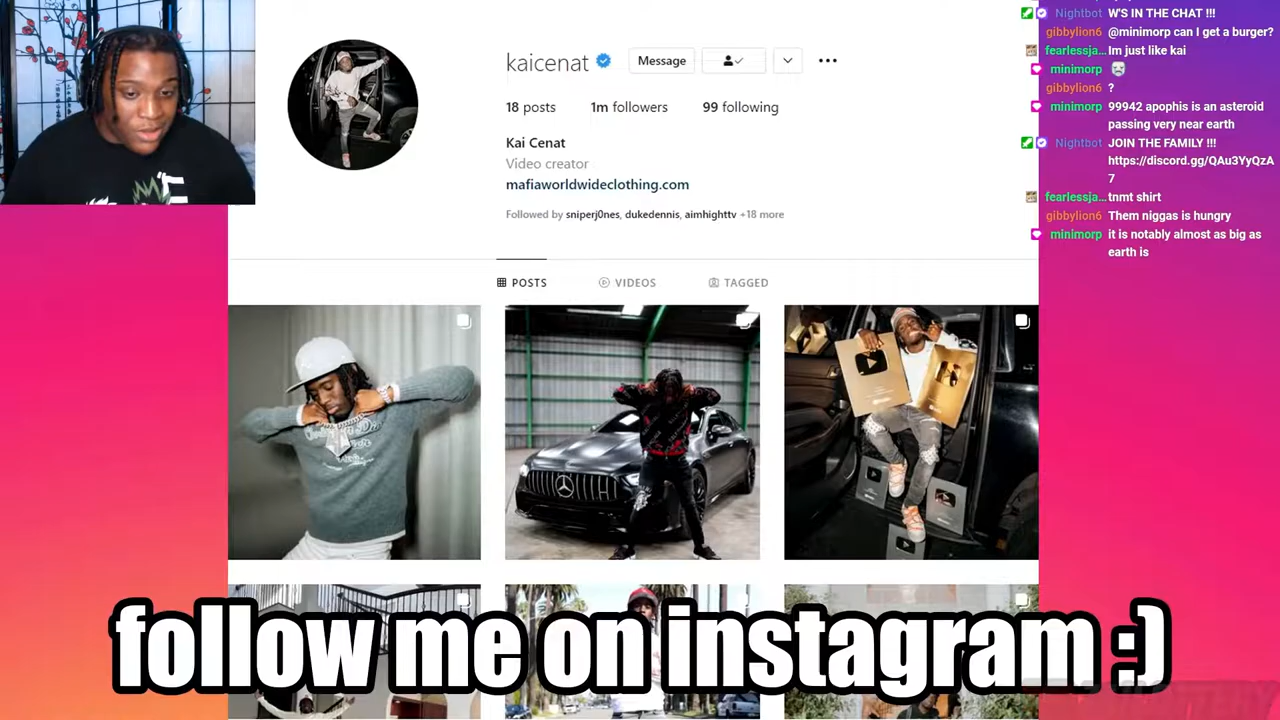 kaicenat
Message
18 posts
1m followers
99 following
Kai Cenat
Video creator
mafiaworldwideclothing.com
Followed by sniperj0nes, dukedennis, aimhighttv +18 more
POSTS
VIDEOS
TAGGED
follow me on instagram :)
Nightbot W'S IN THE CHAT !!!
gibbylion6 @minimorp can I get a burger?
fearlessja... Im just like kai
minimorp
gibbylion6 ?
minimorp 99942 apophis is an asteroid
passing very near earth
Nightbot JOIN THE FAMILY !!!
https://discord.gg/QAu3YyQzA
7
fearlessja... tnmt shirt
gibbylion6 Them niggas is hungry
minimorp it is notably almost as big as
earth is